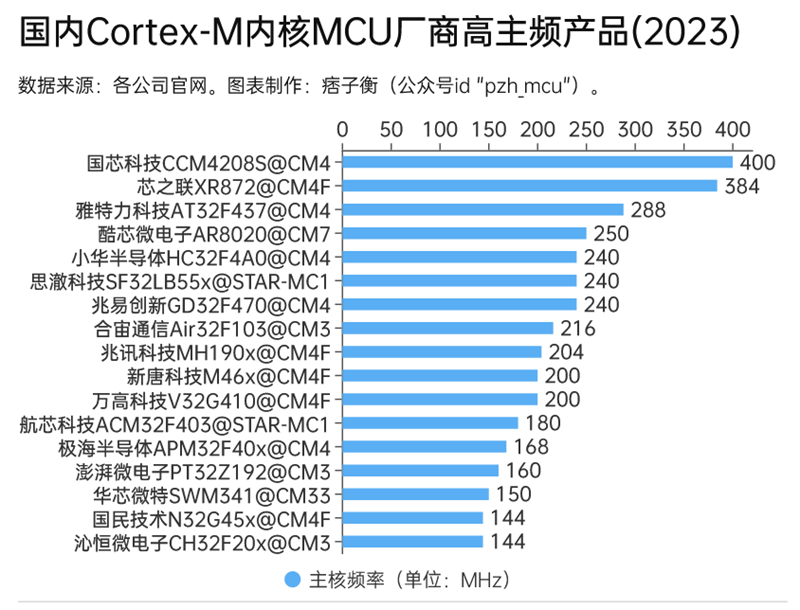 国内Cortex-M内核MCU厂商高主频产品(2023)
数据来源：各公司官网。图表制作：痞子衡（公众号id "pzh_mcu"）。
0 50 100 150 200 250 300 350 400
国芯科技CCM4208S@CM4 400
芯之联XR872@CM4F 384
雅特力科技AT32F437@CM4 288
酷芯微电子AR8020@CM7 250
小华半导体HC32F4A0@CM4 240
思澈科技SF32LB55x@STAR-MC1 240
兆易创新GD32F470@CM4 240
合宙通信Air32F103@CM3 216
兆讯科技MH190x@CM4F 204
新唐科技M46x@CM4F 200
万高科技V32G410@CM4F 200
航芯科技ACM32F403@STAR-MC1 180
极海半导体APM32F40x@CM4 168
澎湃微电子PT32Z192@CM3 160
华芯微特SWM341@CM33 150
国民技术N32G45x@CM4F 144
沁恒微电子CH32F20x@CM3 144
主核频率（单位：MHz）